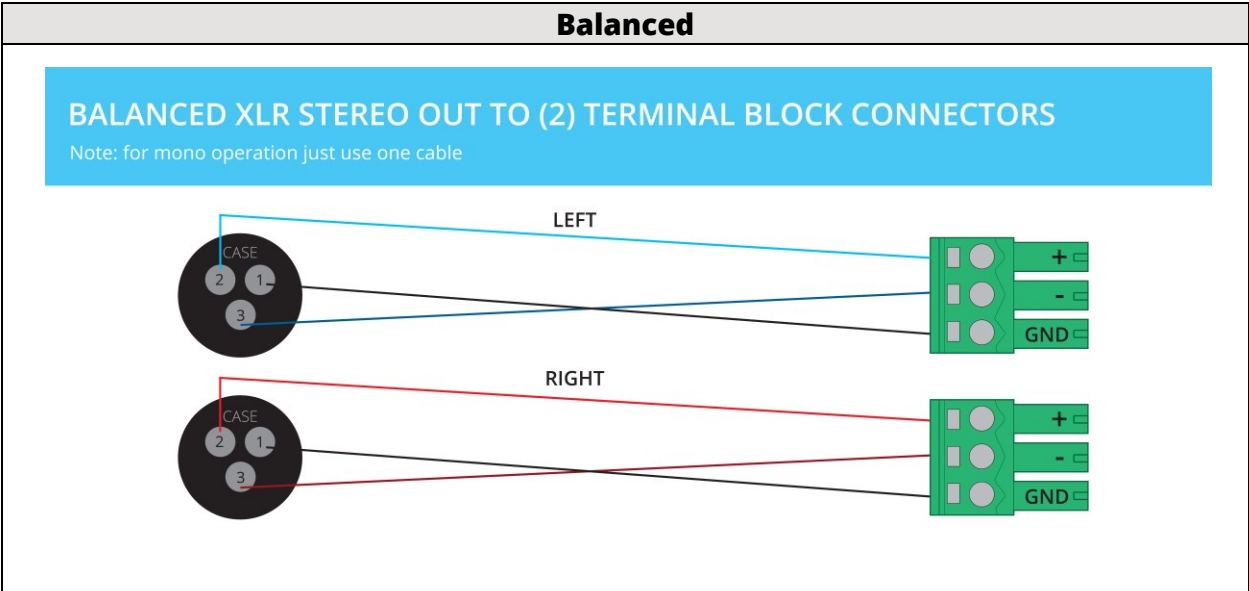 Balanced
BALANCED XLR STEREO OUT TO (2) TERMINAL BLOCK CONNECTORS
Note: for mono operation just use one cable
LEFT
CASE
2 1
3
+
-
GND
RIGHT
CASE
2 1
3
+
-
GND